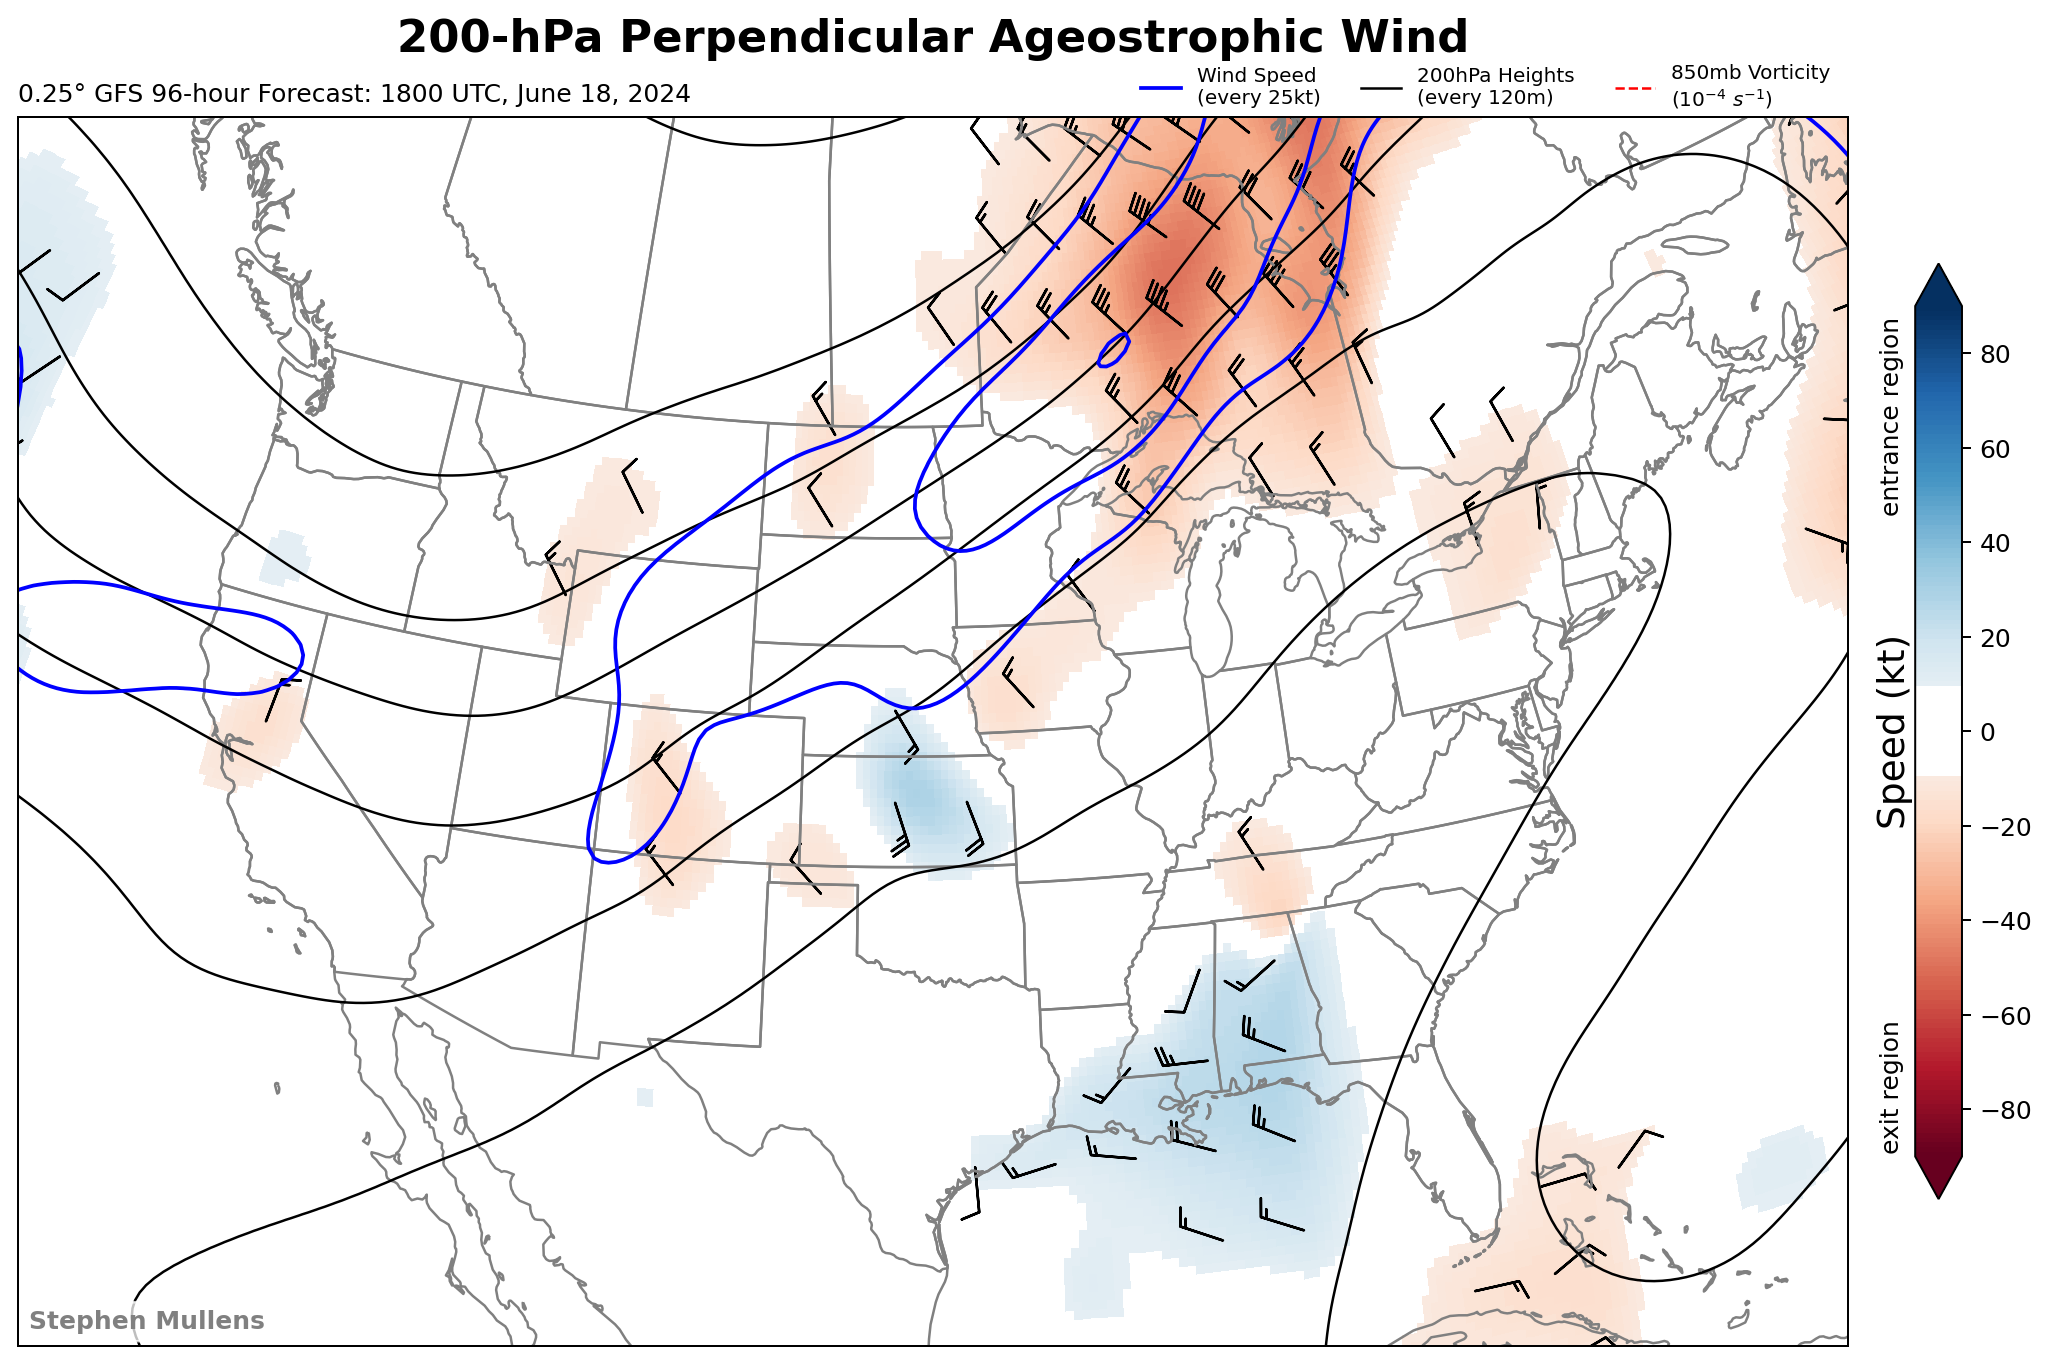 200-hPa Perpendicular Ageostrophic Wind
0.25° GFS 96-hour Forecast: 1800 UTC, June 18, 2024
Wind Speed
(every 25kt)
200hPa Heights
(every 120m)
850mb Vorticity
(10⁻⁴ s⁻¹)
entrance region
Speed (kt)
exit region
80
60
40
20
0
−20
−40
−60
−80
Stephen Mullens